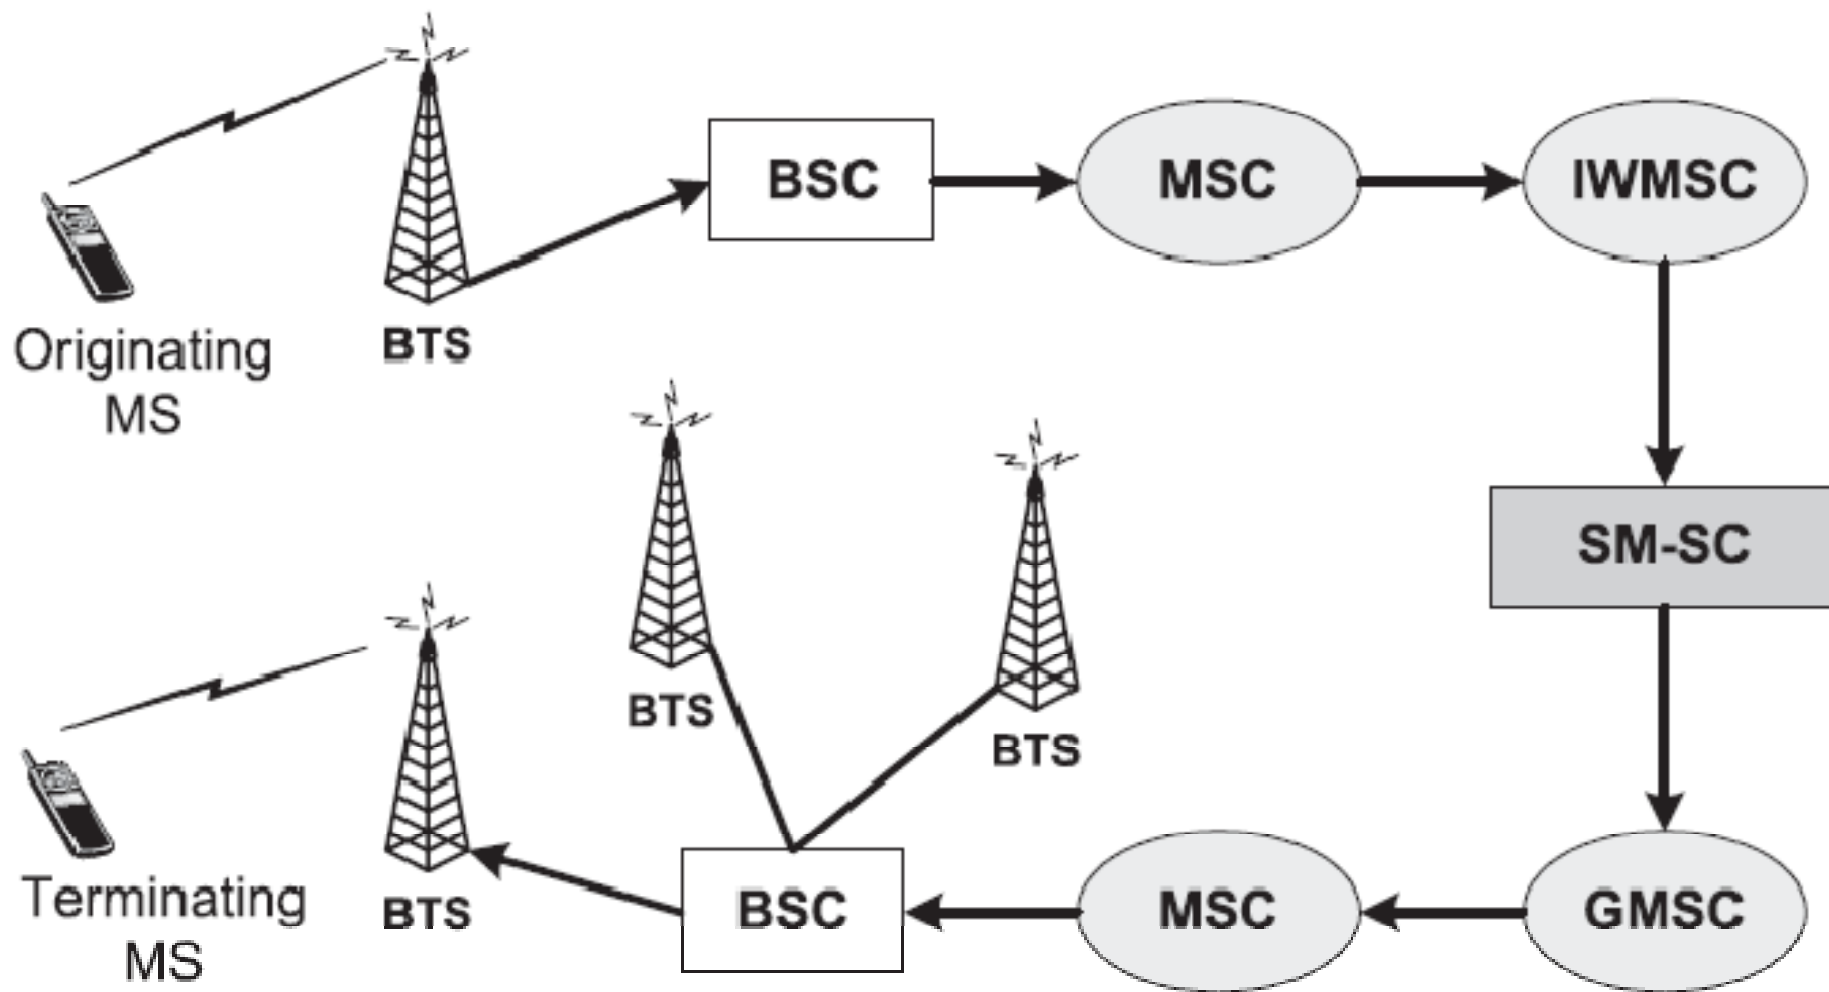 BSC
MSC
IWMSC
Originating
MS
BTS
SM-SC
BTS
BTS
Terminating
MS
BTS
BSC
MSC
GMSC